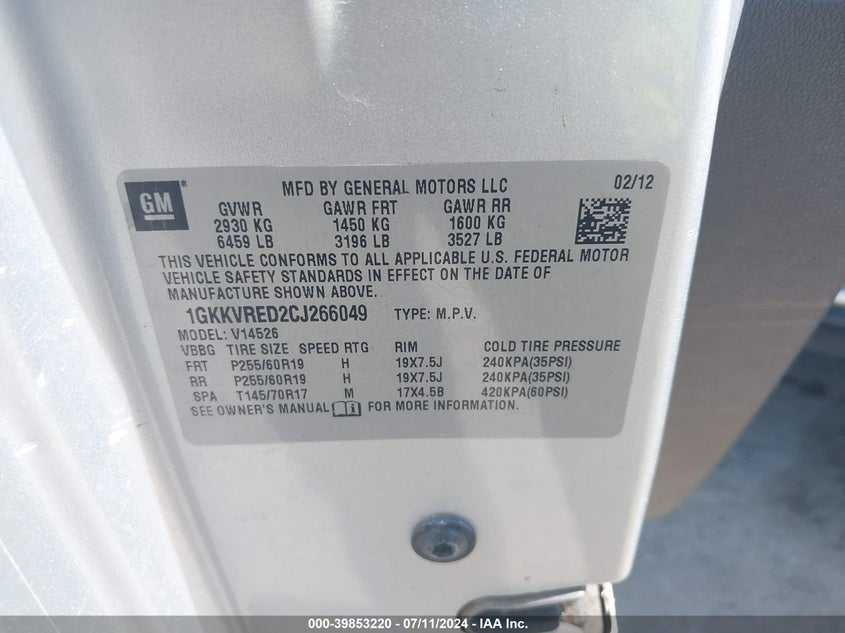 GM®
MFD BY GENERAL MOTORS LLC 02/12
GVWR GAWR FRT GAWR RR
2930 KG 1450 KG 1600 KG
6459 LB 3196 LB 3527 LB
THIS VEHICLE CONFORMS TO ALL APPLICABLE U.S. FEDERAL MOTOR
VEHICLE SAFETY STANDARDS IN EFFECT ON THE DATE OF
MANUFACTURE SHOWN ABOVE.
1GKKVRED2CJ266049 TYPE: M.P.V.
MODEL: V14526
VBBG TIRE SIZE SPEED RTG RIM COLD TIRE PRESSURE
FRT P255/60R19 H 19X7.5J 240KPA(35PSI)
RR P255/60R19 H 19X7.5J 240KPA(35PSI)
SPA T145/70R17 M 17X4.5B 420KPA(60PSI)
SEE OWNER'S MANUAL FOR MORE INFORMATION.
000-39853220 - 07/11/2024 - IAA Inc.